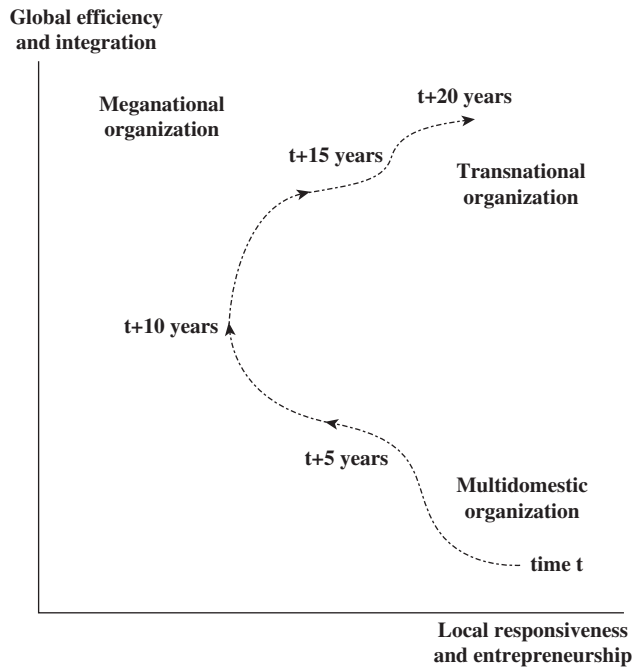 Global efficiency
and integration
Meganational
organization
t+20 years
t+15 years
Transnational
organization
t+10 years
t+5 years
Multidomestic
organization
time t
Local responsiveness
and entrepreneurship